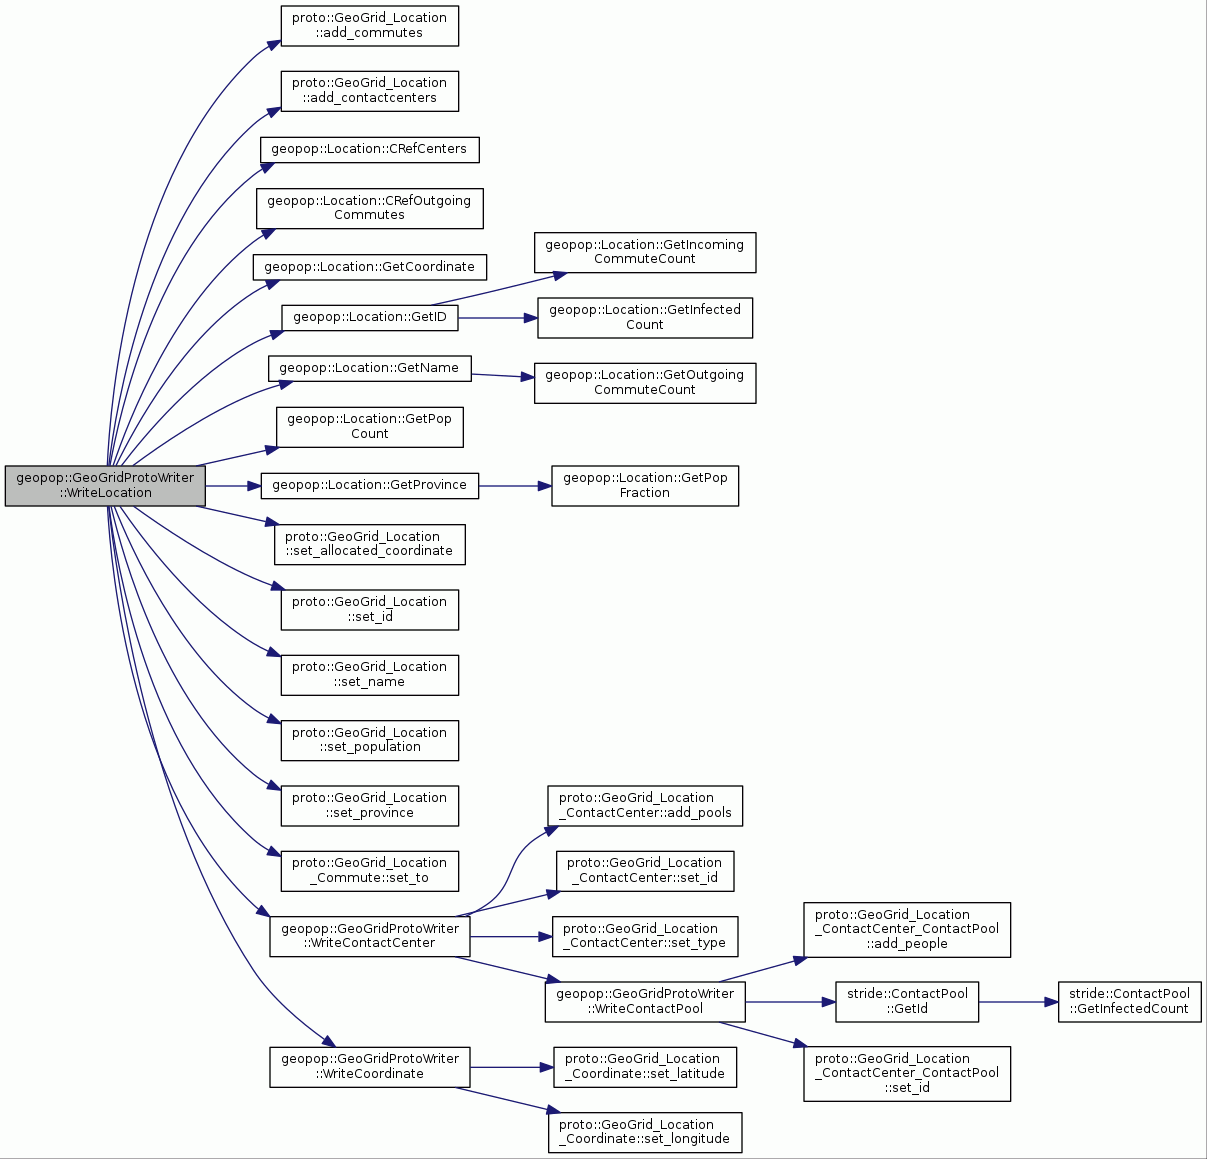 proto::GeoGrid_Location
::add_commutes
proto::GeoGrid_Location
::add_contactcenters
geopop::Location::CRefCenters
geopop::Location::CRefOutgoing
Commutes
geopop::Location::GetCoordinate
geopop::Location::GetID
geopop::Location::GetIncoming
CommuteCount
geopop::Location::GetInfected
Count
geopop::Location::GetName
geopop::Location::GetOutgoing
CommuteCount
geopop::Location::GetPop
Count
geopop::GeoGridProtoWriter
::WriteLocation
geopop::Location::GetProvince
geopop::Location::GetPop
Fraction
proto::GeoGrid_Location
::set_allocated_coordinate
proto::GeoGrid_Location
::set_id
proto::GeoGrid_Location
::set_name
proto::GeoGrid_Location
::set_population
proto::GeoGrid_Location
::set_province
proto::GeoGrid_Location
_Commute::set_to
geopop::GeoGridProtoWriter
::WriteContactCenter
proto::GeoGrid_Location
_ContactCenter::add_pools
proto::GeoGrid_Location
_ContactCenter::set_id
proto::GeoGrid_Location
_ContactCenter::set_type
geopop::GeoGridProtoWriter
::WriteContactPool
proto::GeoGrid_Location
_ContactCenter_ContactPool
::add_people
stride::ContactPool
::GetId
stride::ContactPool
::GetInfectedCount
proto::GeoGrid_Location
_ContactCenter_ContactPool
::set_id
geopop::GeoGridProtoWriter
::WriteCoordinate
proto::GeoGrid_Location
_Coordinate::set_latitude
proto::GeoGrid_Location
_Coordinate::set_longitude